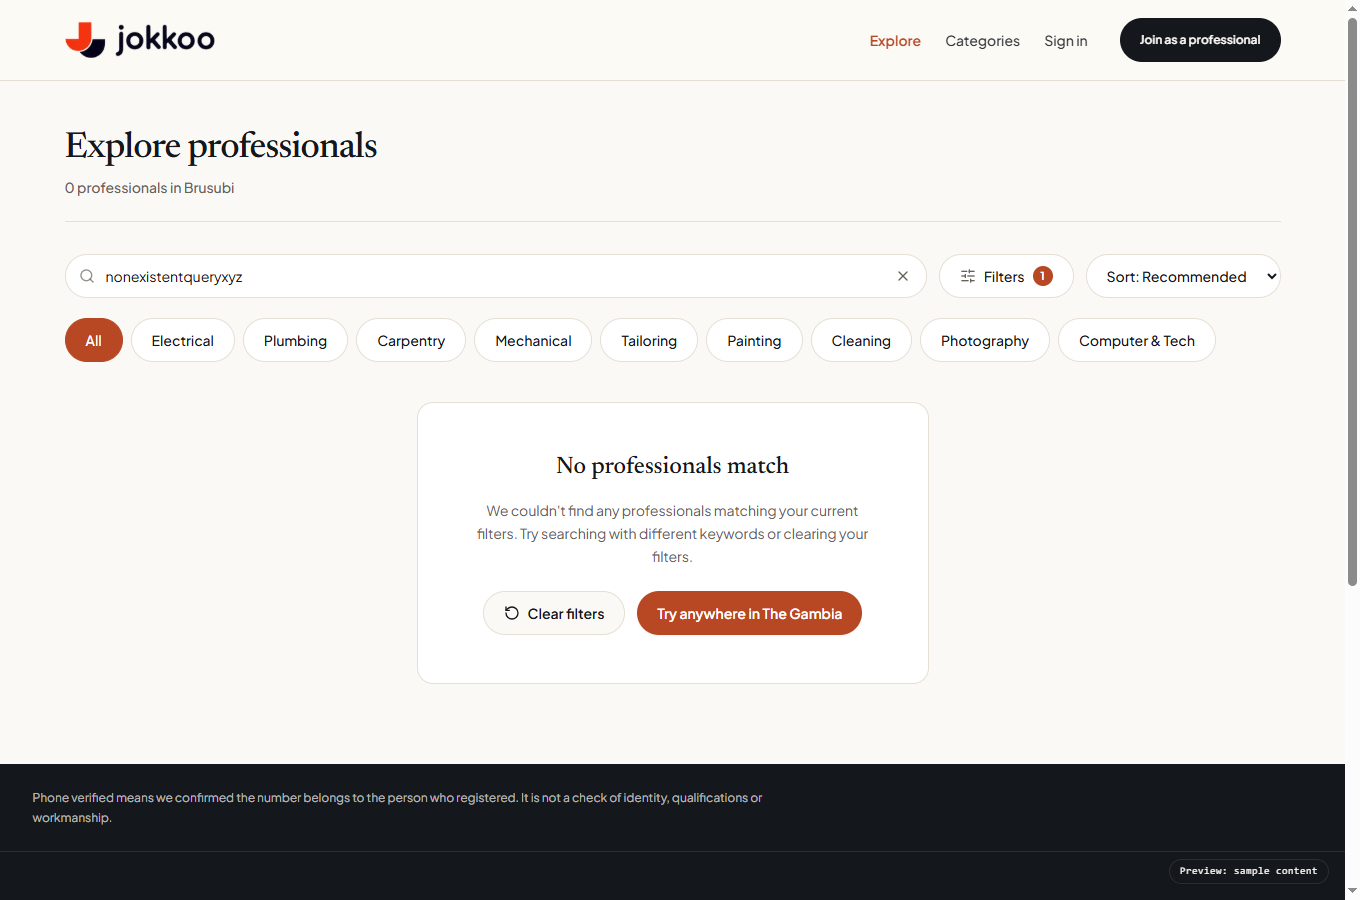 jokkoo
Explore
Categories
Sign in
Join as a professional
Explore professionals
0 professionals in Brusubi
nonexistentqueryxyz
Filters 1
Sort: Recommended
All
Electrical
Plumbing
Carpentry
Mechanical
Tailoring
Painting
Cleaning
Photography
Computer & Tech
No professionals match
We couldn't find any professionals matching your current
filters. Try searching with different keywords or clearing your
filters.
Clear filters
Try anywhere in The Gambia
Phone verified means we confirmed the number belongs to the person who registered. It is not a check of identity, qualifications or
workmanship.
Preview: sample content